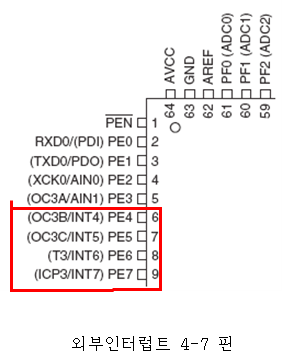 AVCC
GND
AREF
PF0 (ADC0)
PF1 (ADC1)
PF2 (ADC2)
64 63 62 61 60 59
PEN 1
RXD0/(PDI) PE0 2
(TXD0/PDO) PE1 3
(XCK0/AIN0) PE2 4
(OC3A/AIN1) PE3 5
(OC3B/INT4) PE4 6
(OC3C/INT5) PE5 7
(T3/INT6) PE6 8
(ICP3/INT7) PE7 9
외부인터럽트 4-7 핀